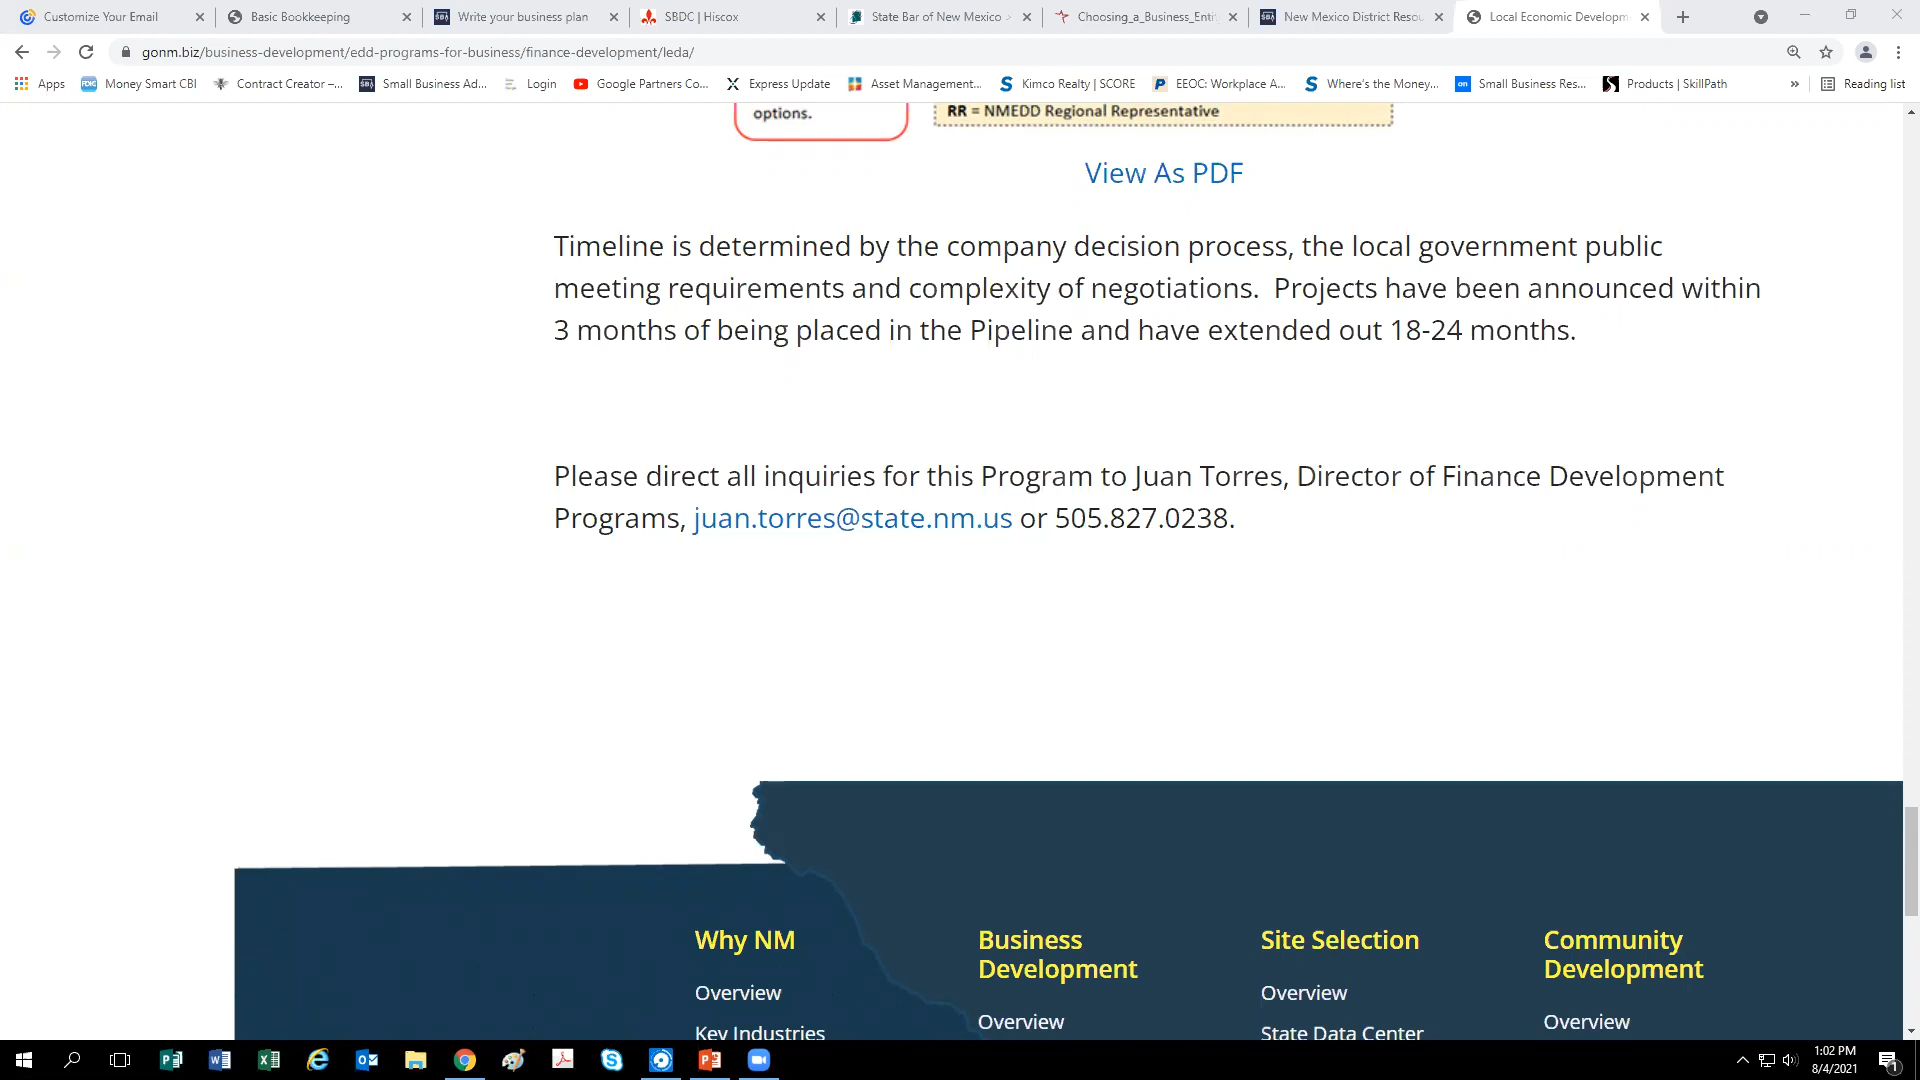 Customize Your Email
Basic Bookkeeping
Write your business plan
SBDC | Hiscox
State Bar of New Mexico
Choosing_a_Business_Enti
New Mexico District Resou
Local Economic Developm
gonm.biz/business-development/edd-programs-for-business/finance-development/leda/
Apps
Money Smart CBI
Contract Creator –...
Small Business Ad...
Login
Google Partners Co...
Express Update
Asset Management...
Kimco Realty | SCORE
EEOC: Workplace A...
Where's the Money...
Small Business Res...
Products | SkillPath
»
Reading list
options.
RR = NMEDD Regional Representative
View As PDF
Timeline is determined by the company decision process, the local government public
meeting requirements and complexity of negotiations.  Projects have been announced within
3 months of being placed in the Pipeline and have extended out 18-24 months.
Please direct all inquiries for this Program to Juan Torres, Director of Finance Development
Programs, juan.torres@state.nm.us or 505.827.0238.
Why NM
Overview
Key Industries
Business
Development
Overview
Site Selection
Overview
State Data Center
Community
Development
Overview
1:02 PM
8/4/2021